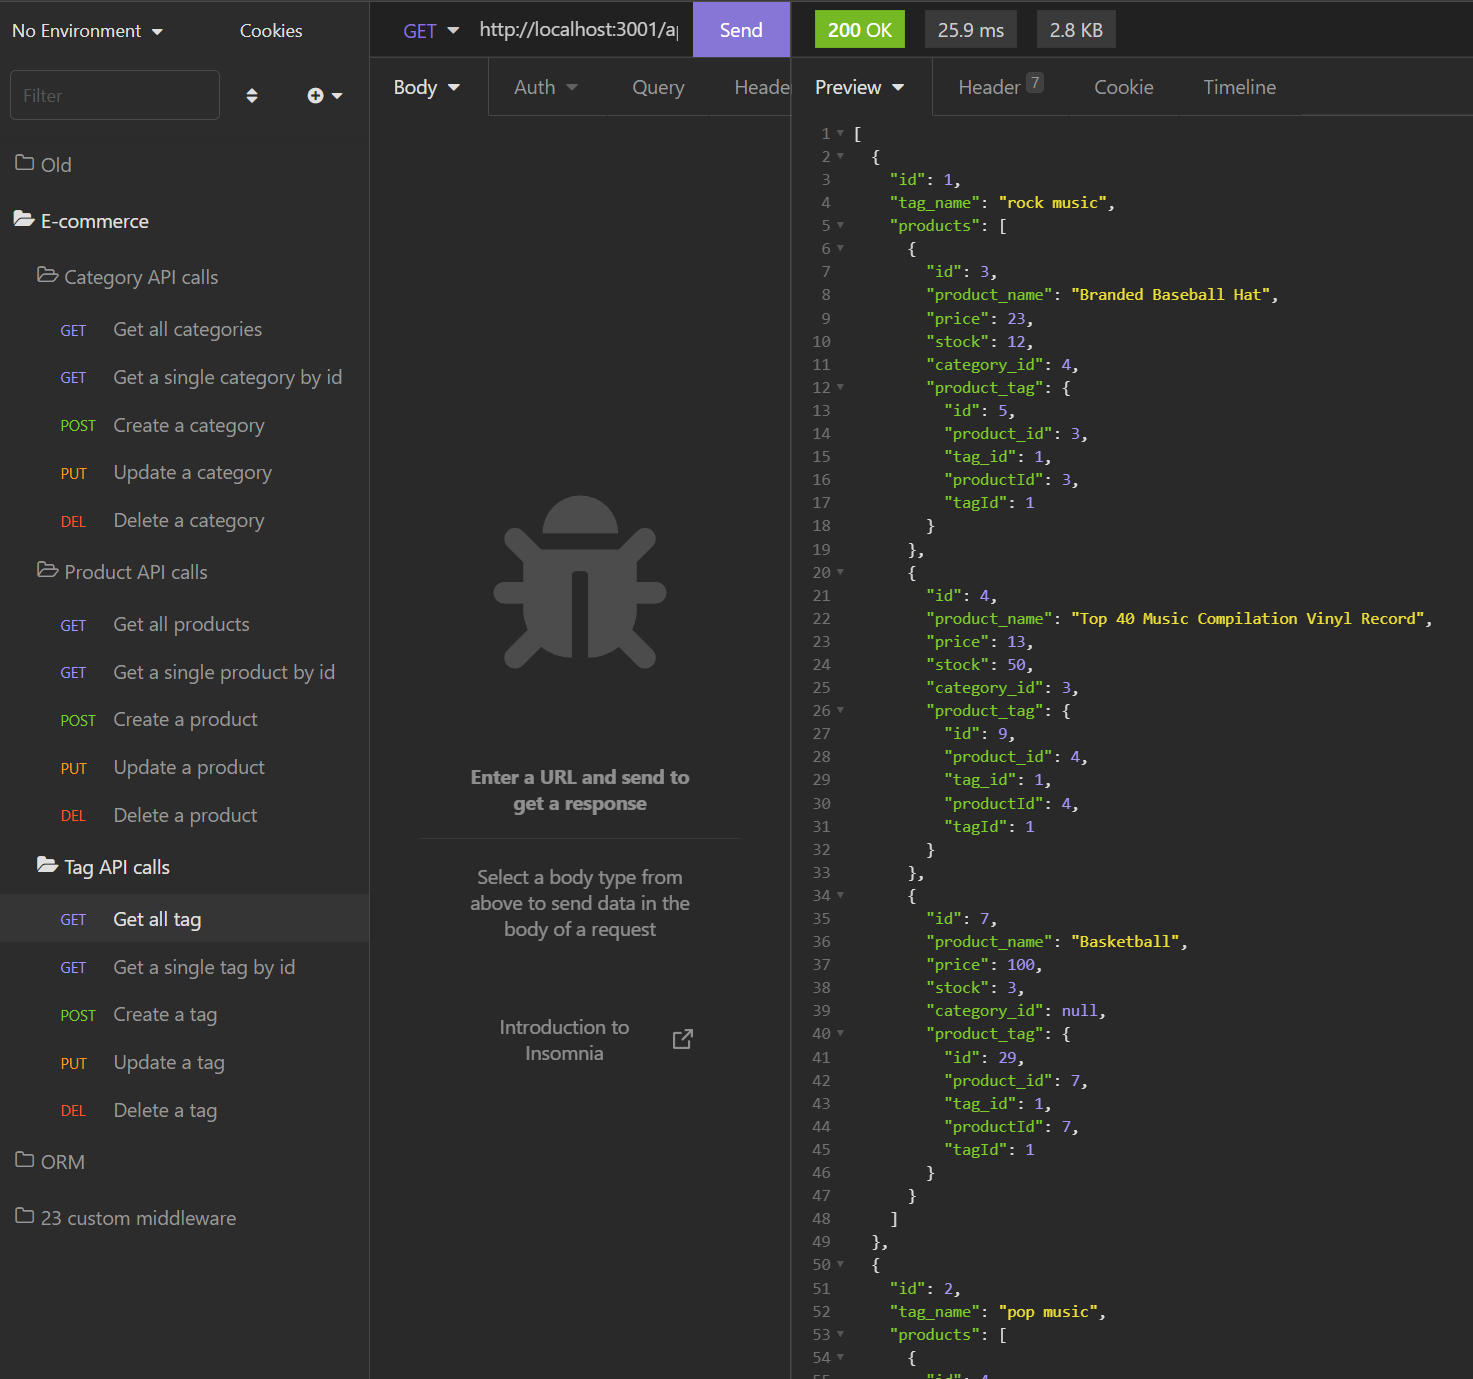 No Environment
Cookies
Filter
Old
E-commerce
Category API calls
GET Get all categories
GET Get a single category by id
POST Create a category
PUT Update a category
DEL Delete a category
Product API calls
GET Get all products
GET Get a single product by id
POST Create a product
PUT Update a product
DEL Delete a product
Tag API calls
GET Get all tag
GET Get a single tag by id
POST Create a tag
PUT Update a tag
DEL Delete a tag
ORM
23 custom middleware
GET http://localhost:3001/ap Send
Body Auth Query Heade
Enter a URL and send to
get a response
Select a body type from
above to send data in the
body of a request
Introduction to
Insomnia
200 OK 25.9 ms 2.8 KB
Preview Header 7 Cookie Timeline
1 [
2 {
3 "id": 1,
4 "tag_name": "rock music",
5 "products": [
6 {
7 "id": 3,
8 "product_name": "Branded Baseball Hat",
9 "price": 23,
10 "stock": 12,
11 "category_id": 4,
12 "product_tag": {
13 "id": 5,
14 "product_id": 3,
15 "tag_id": 1,
16 "productId": 3,
17 "tagId": 1
18 }
19 },
20 {
21 "id": 4,
22 "product_name": "Top 40 Music Compilation Vinyl Record",
23 "price": 13,
24 "stock": 50,
25 "category_id": 3,
26 "product_tag": {
27 "id": 9,
28 "product_id": 4,
29 "tag_id": 1,
30 "productId": 4,
31 "tagId": 1
32 }
33 },
34 {
35 "id": 7,
36 "product_name": "Basketball",
37 "price": 100,
38 "stock": 3,
39 "category_id": null,
40 "product_tag": {
41 "id": 29,
42 "product_id": 7,
43 "tag_id": 1,
44 "productId": 7,
45 "tagId": 1
46 }
47 }
48 ]
49 },
50 {
51 "id": 2,
52 "tag_name": "pop music",
53 "products": [
54 {